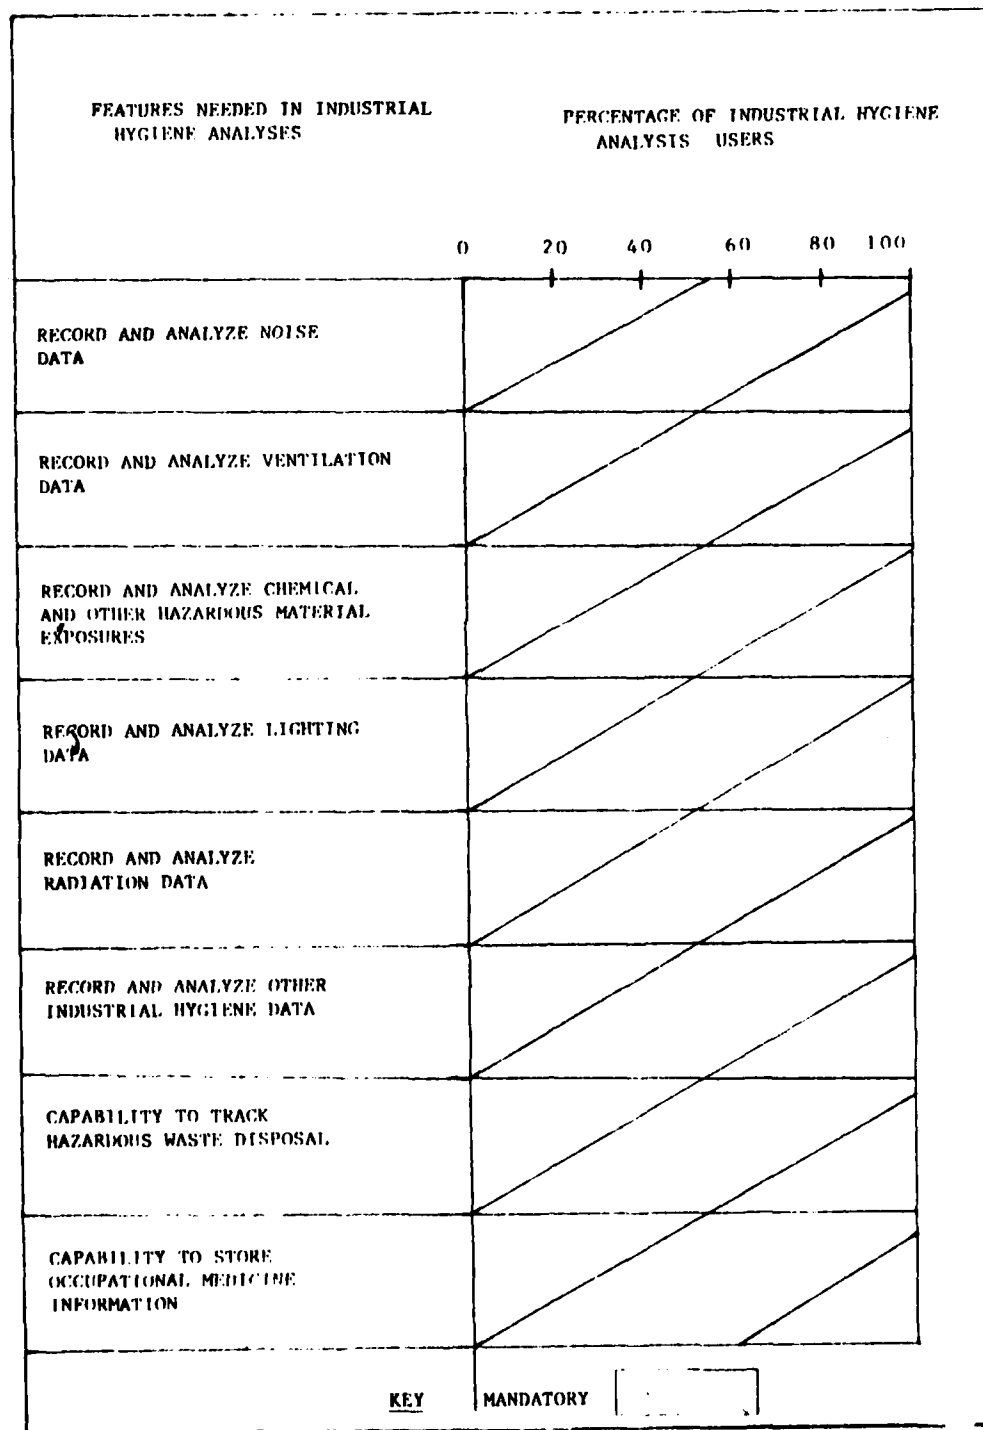 FEATURES NEEDED IN INDUSTRIAL
HYGIENE ANALYSES
PERCENTAGE OF INDUSTRIAL HYGIENE
ANALYSIS USERS
0 20 40 60 80 100
RECORD AND ANALYZE NOISE
DATA
RECORD AND ANALYZE VENTILATION
DATA
RECORD AND ANALYZE CHEMICAL
AND OTHER HAZARDOUS MATERIAL
EXPOSURES
RECORD AND ANALYZE LIGHTING
DATA
RECORD AND ANALYZE
RADIATION DATA
RECORD AND ANALYZE OTHER
INDUSTRIAL HYGIENE DATA
CAPABILITY TO TRACK
HAZARDOUS WASTE DISPOSAL
CAPABILITY TO STORE
OCCUPATIONAL MEDICINE
INFORMATION
KEY MANDATORY